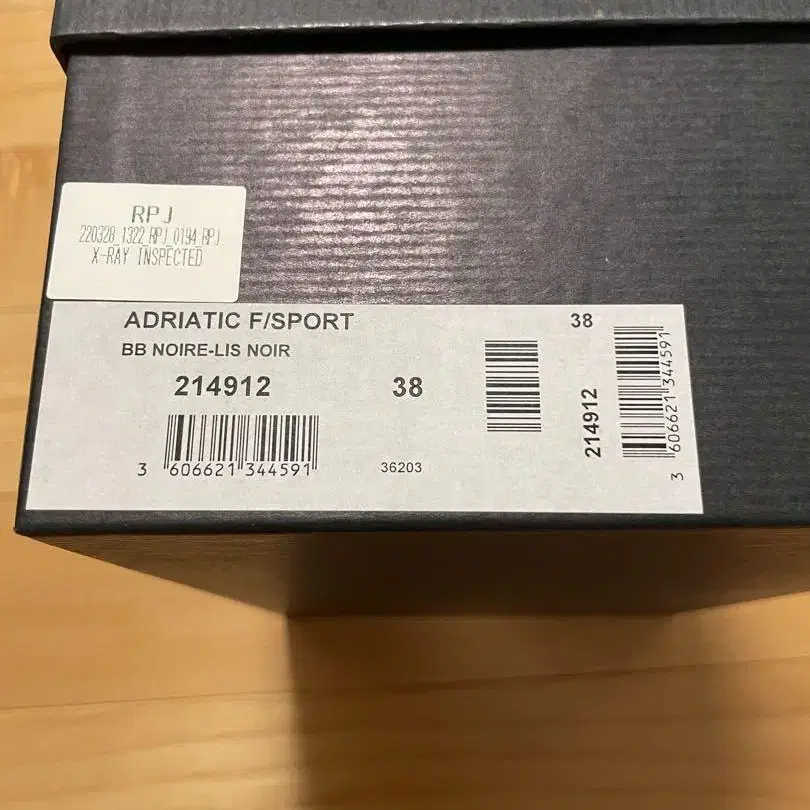 RPJ
220328_1322_RPJ_0194_RPJ
X-RAY INSPECTED
ADRIATIC F/SPORT
38
BB NOIRE-LIS NOIR
214912
38
3 606621 344591
36203
214912
3 606621 344591